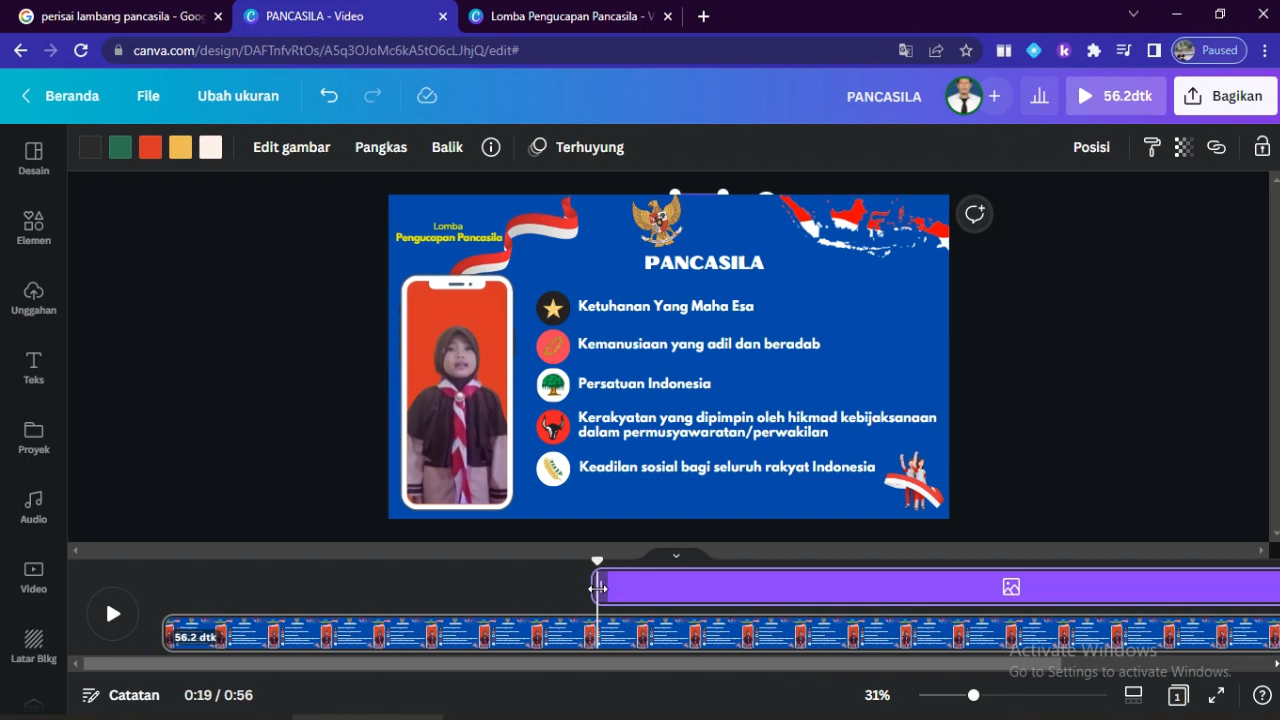 perisai lambang pancasila - Goo
PANCASILA - Video
Lomba Pengucapan Pancasila - V
canva.com/design/DAFTnfvRtOs/A5q3OJoMc6kA5tO6cLJhjQ/edit#
Paused
Beranda
File
Ubah ukuran
PANCASILA
56.2dtk
Bagikan
Edit gambar
Pangkas
Balik
Terhuyung
Posisi
Desain
Elemen
Unggahan
Teks
Proyek
Audio
Video
Latar Blkg
Lomba
Pengucapan Pancasila
PANCASILA
Ketuhanan Yang Maha Esa
Kemanusiaan yang adil dan beradab
Persatuan Indonesia
Kerakyatan yang dipimpin oleh hikmad kebijaksanaan
dalam permusyawaratan/perwakilan
Keadilan sosial bagi seluruh rakyat Indonesia
56.2 dtk
Activate Windows
Go to Settings to activate Windows.
Catatan
0:19 / 0:56
31%
1